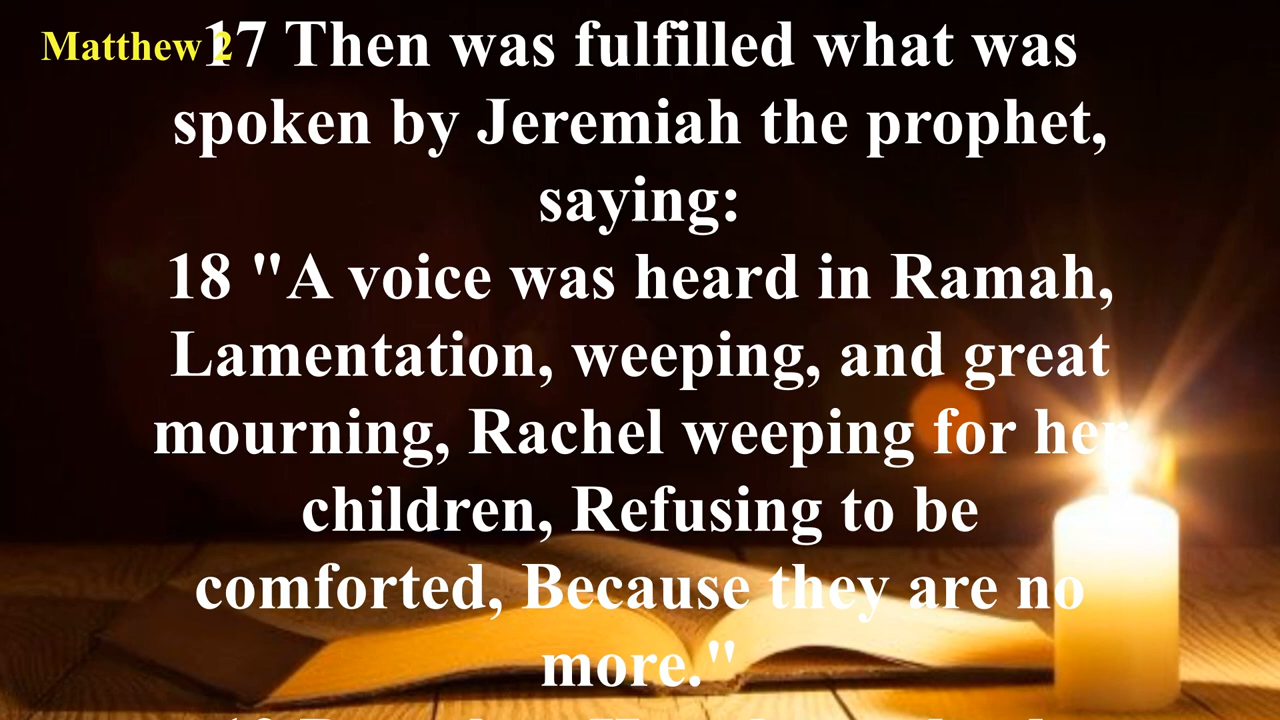 Matthew 2
17 Then was fulfilled what was
spoken by Jeremiah the prophet,
saying:
18 "A voice was heard in Ramah,
Lamentation, weeping, and great
mourning, Rachel weeping for her
children, Refusing to be
comforted, Because they are no
more."